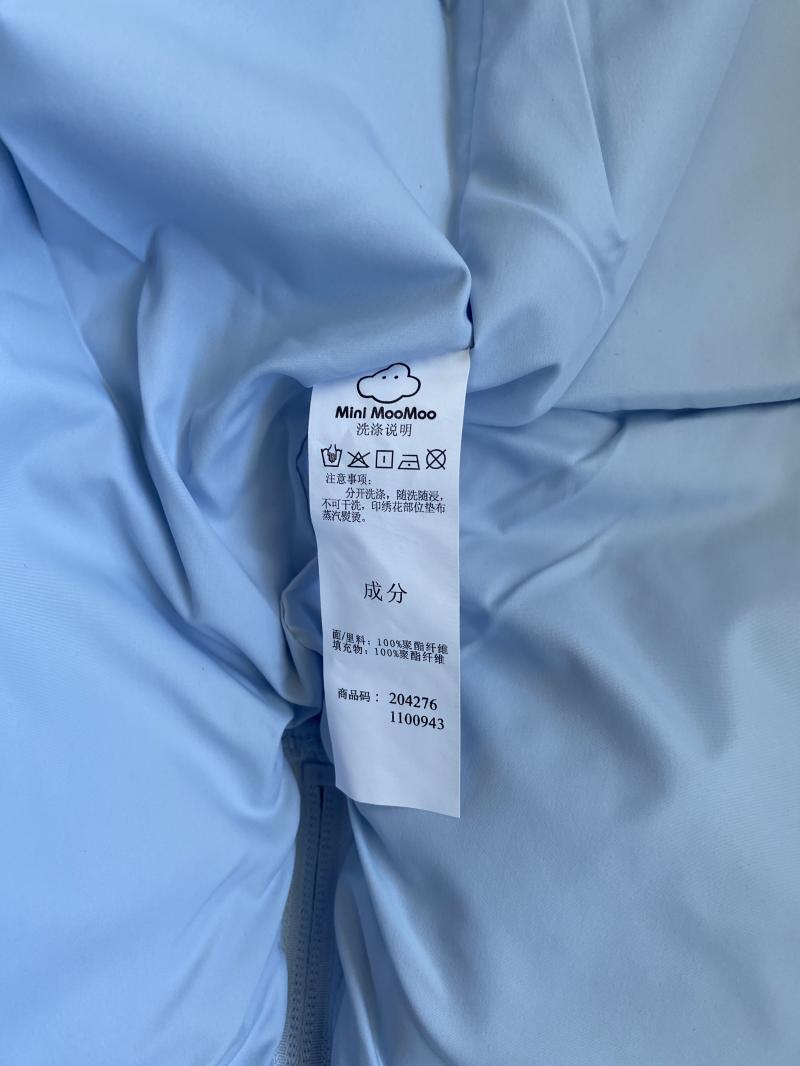 Mini MooMoo
洗涤说明
注意事项:
分开洗涤，随洗随浸，
不可干洗，印绣花部位垫布
蒸汽熨烫。
成分
面/里料：100%聚酯纤维
填充物：100%聚酯纤维
商品码： 204276
1100943